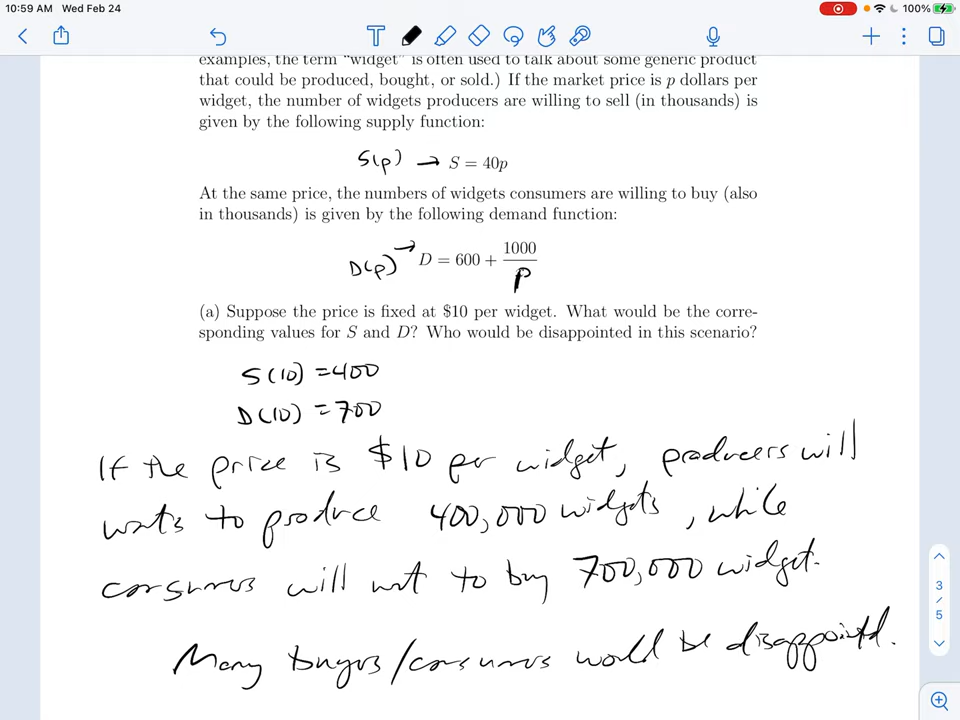 10:59 AM Wed Feb 24
100%
examples, the term "widget" is often used to talk about some generic product
that could be produced, bought, or sold.) If the market price is p dollars per
widget, the number of widgets producers are willing to sell (in thousands) is
given by the following supply function:
S(p) → S = 40p
At the same price, the numbers of widgets consumers are willing to buy (also
in thousands) is given by the following demand function:
D(p) → D = 600 + 1000/p
(a) Suppose the price is fixed at $10 per widget. What would be the corre-
sponding values for S and D? Who would be disappointed in this scenario?
S(10) = 400
D(10) = 700
If the price is $10 per widget, producers will
wants to produce 400,000 widgets, while
consumers will wnt to buy 700,000 widget.
Many buyers/consumers would be disappointd.
3
/
5